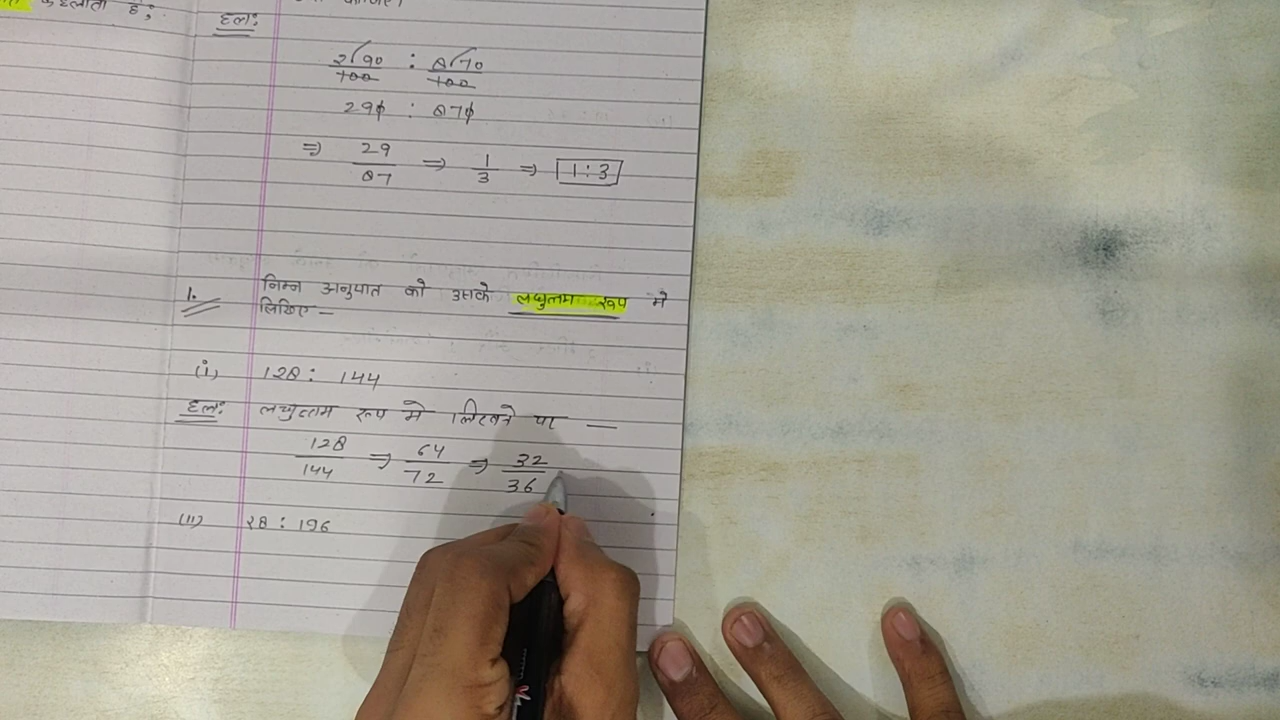 कहलाता है;
हल:
2/90 : 8/70
100 100
290 : 870
⇒ 29/87 ⇒ 1/3 ⇒ 1:3
1. निम्न अनुपात को उसके लघुतम रूप में
लिखिए —
(i) 128 : 144
हल: लघुत्तम रूप मे लिखने पर —
128/144 ⇒ 64/72 ⇒ 32/36
(II) 28 : 196